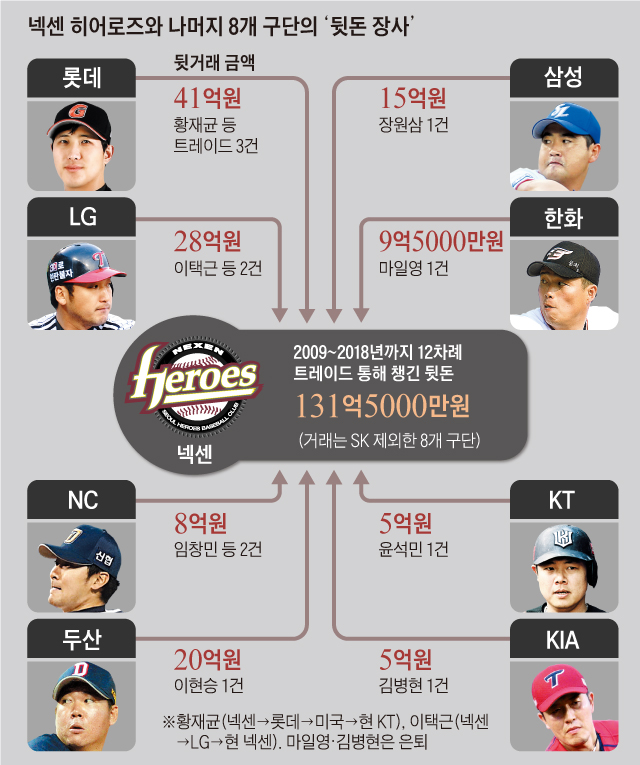 넥센 히어로즈와 나머지 8개 구단의 ‘뒷돈 장사’
뒷거래 금액
롯데
41억원
황재균 등
트레이드 3건
삼성
15억원
장원삼 1건
LG
28억원
이택근 등 2건
한화
9억5000만원
마일영 1건
NEXEN
Heroes
SEOUL HEROES BASEBALL CLUB
넥센
2009~2018년까지 12차례
트레이드 통해 챙긴 뒷돈
131억5000만원
(거래는 SK 제외한 8개 구단)
NC
신협
8억원
임창민 등 2건
KT
5억원
윤석민 1건
두산
20억원
이현승 1건
KIA
5억원
김병현 1건
※황재균(넥센→롯데→미국→현 KT), 이택근(넥센
→LG→현 넥센). 마일영·김병현은 은퇴